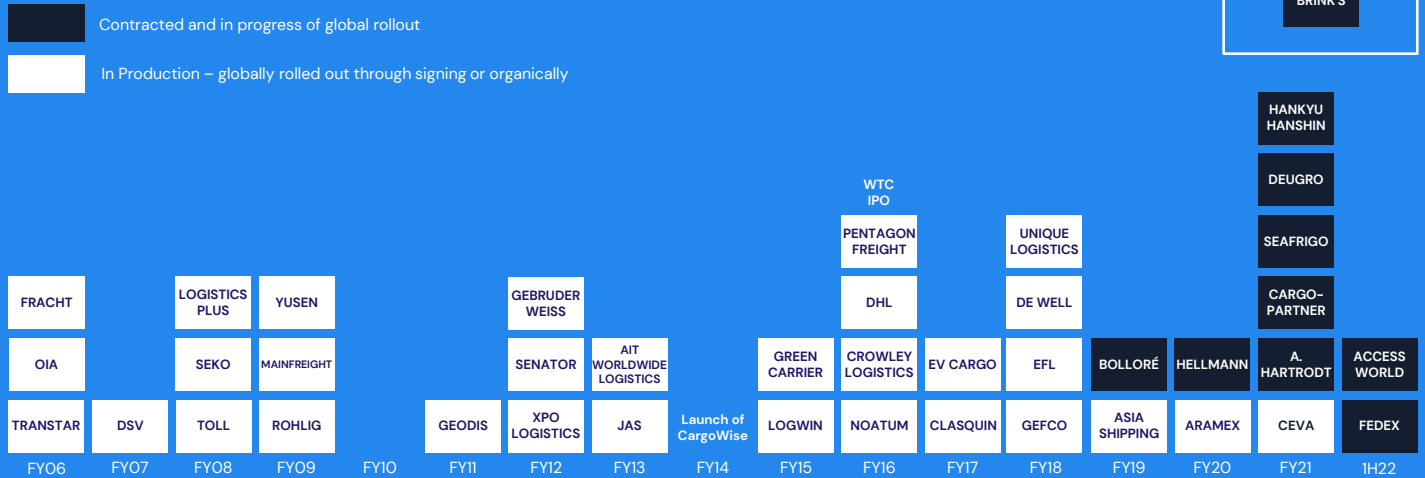 BRINK'S
Contracted and in progress of global rollout
In Production – globally rolled out through signing or organically
HANKYU
HANSHIN
DEUGRO
WTC
IPO
PENTAGON
FREIGHT
UNIQUE
LOGISTICS
SEAFRIGO
FRACHT
LOGISTICS
PLUS
YUSEN
GEBRUDER
WEISS
DHL
DE WELL
CARGO-
PARTNER
OIA
SEKO
MAINFREIGHT
SENATOR
AIT
WORLDWIDE
LOGISTICS
GREEN
CARRIER
CROWLEY
LOGISTICS
EV CARGO
EFL
BOLLORÉ
HELLMANN
A.
HARTRODT
ACCESS
WORLD
TRANSTAR
DSV
TOLL
ROHLIG
GEODIS
XPO
LOGISTICS
JAS
Launch of
CargoWise
LOGWIN
NOATUM
CLASQUIN
GEFCO
ASIA
SHIPPING
ARAMEX
CEVA
FEDEX
FY06
FY07
FY08
FY09
FY10
FY11
FY12
FY13
FY14
FY15
FY16
FY17
FY18
FY19
FY20
FY21
1H22